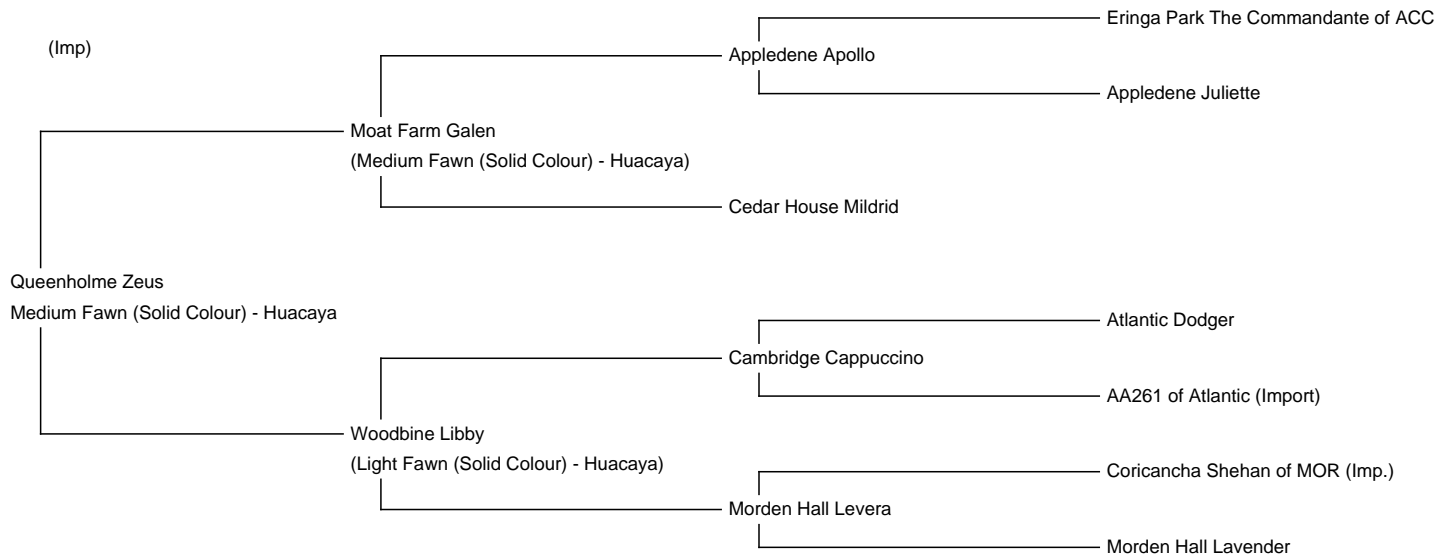 Eringa Park The Commandante of ACC
(Imp)
Appledene Apollo
Appledene Juliette
Moat Farm Galen
(Medium Fawn (Solid Colour) - Huacaya)
Cedar House Mildrid
Queenholme Zeus
Medium Fawn (Solid Colour) - Huacaya
Atlantic Dodger
Cambridge Cappuccino
AA261 of Atlantic (Import)
Woodbine Libby
(Light Fawn (Solid Colour) - Huacaya)
Coricancha Shehan of MOR (Imp.)
Morden Hall Levera
Morden Hall Lavender